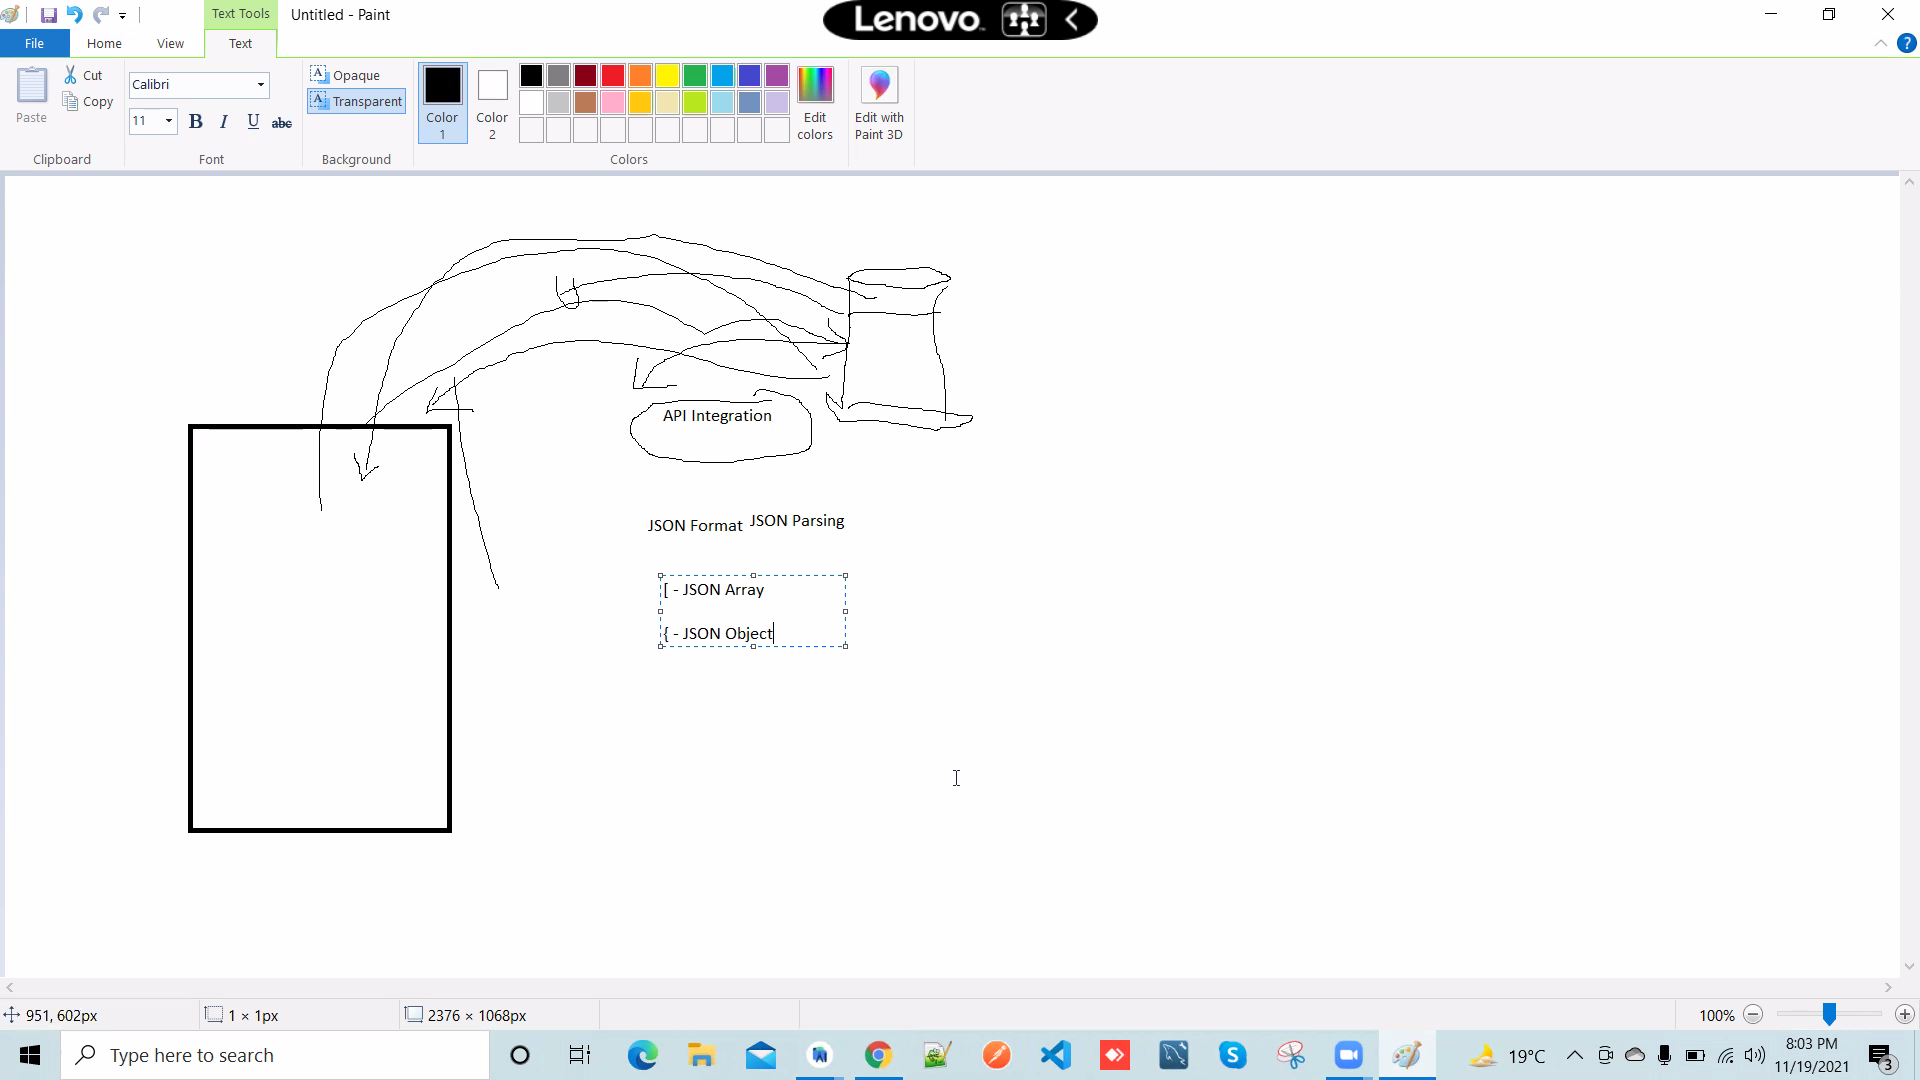 Text Tools
Untitled - Paint
Lenovo
File
Home
View
Text
Paste
Cut
Copy
Clipboard
Calibri
11
B I U abc
Font
Opaque
Transparent
Background
Color 1
Color 2
Edit colors
Colors
Edit with Paint 3D
API Integration
JSON Format
JSON Parsing
[ - JSON Array
{ - JSON Object
951, 602px
1 × 1px
2376 × 1068px
100%
Type here to search
19°C
8:03 PM
11/19/2021
3